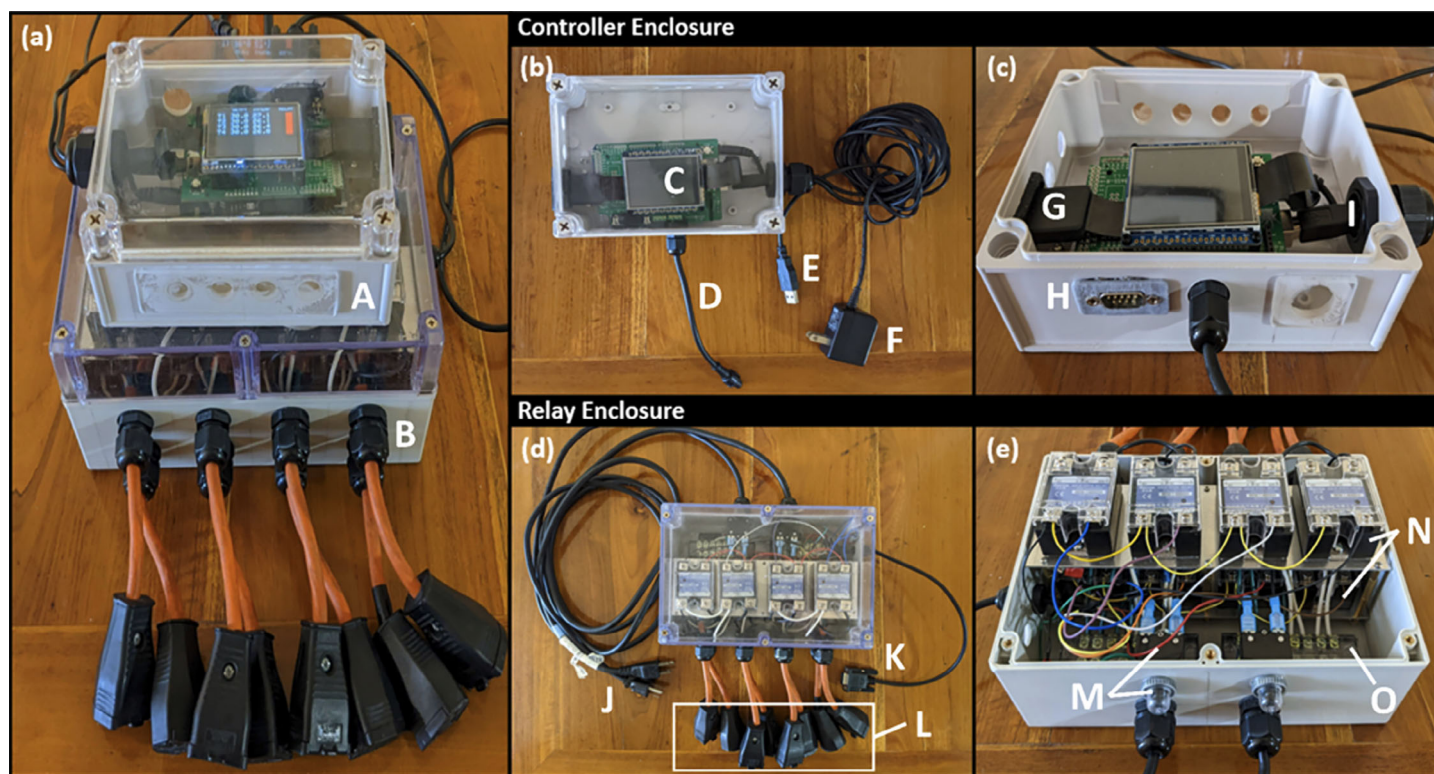 (a)
Controller Enclosure
(b)
(c)
A
B
C
D
E
F
G
H
I
Relay Enclosure
(d)
(e)
J
K
L
M
N
O